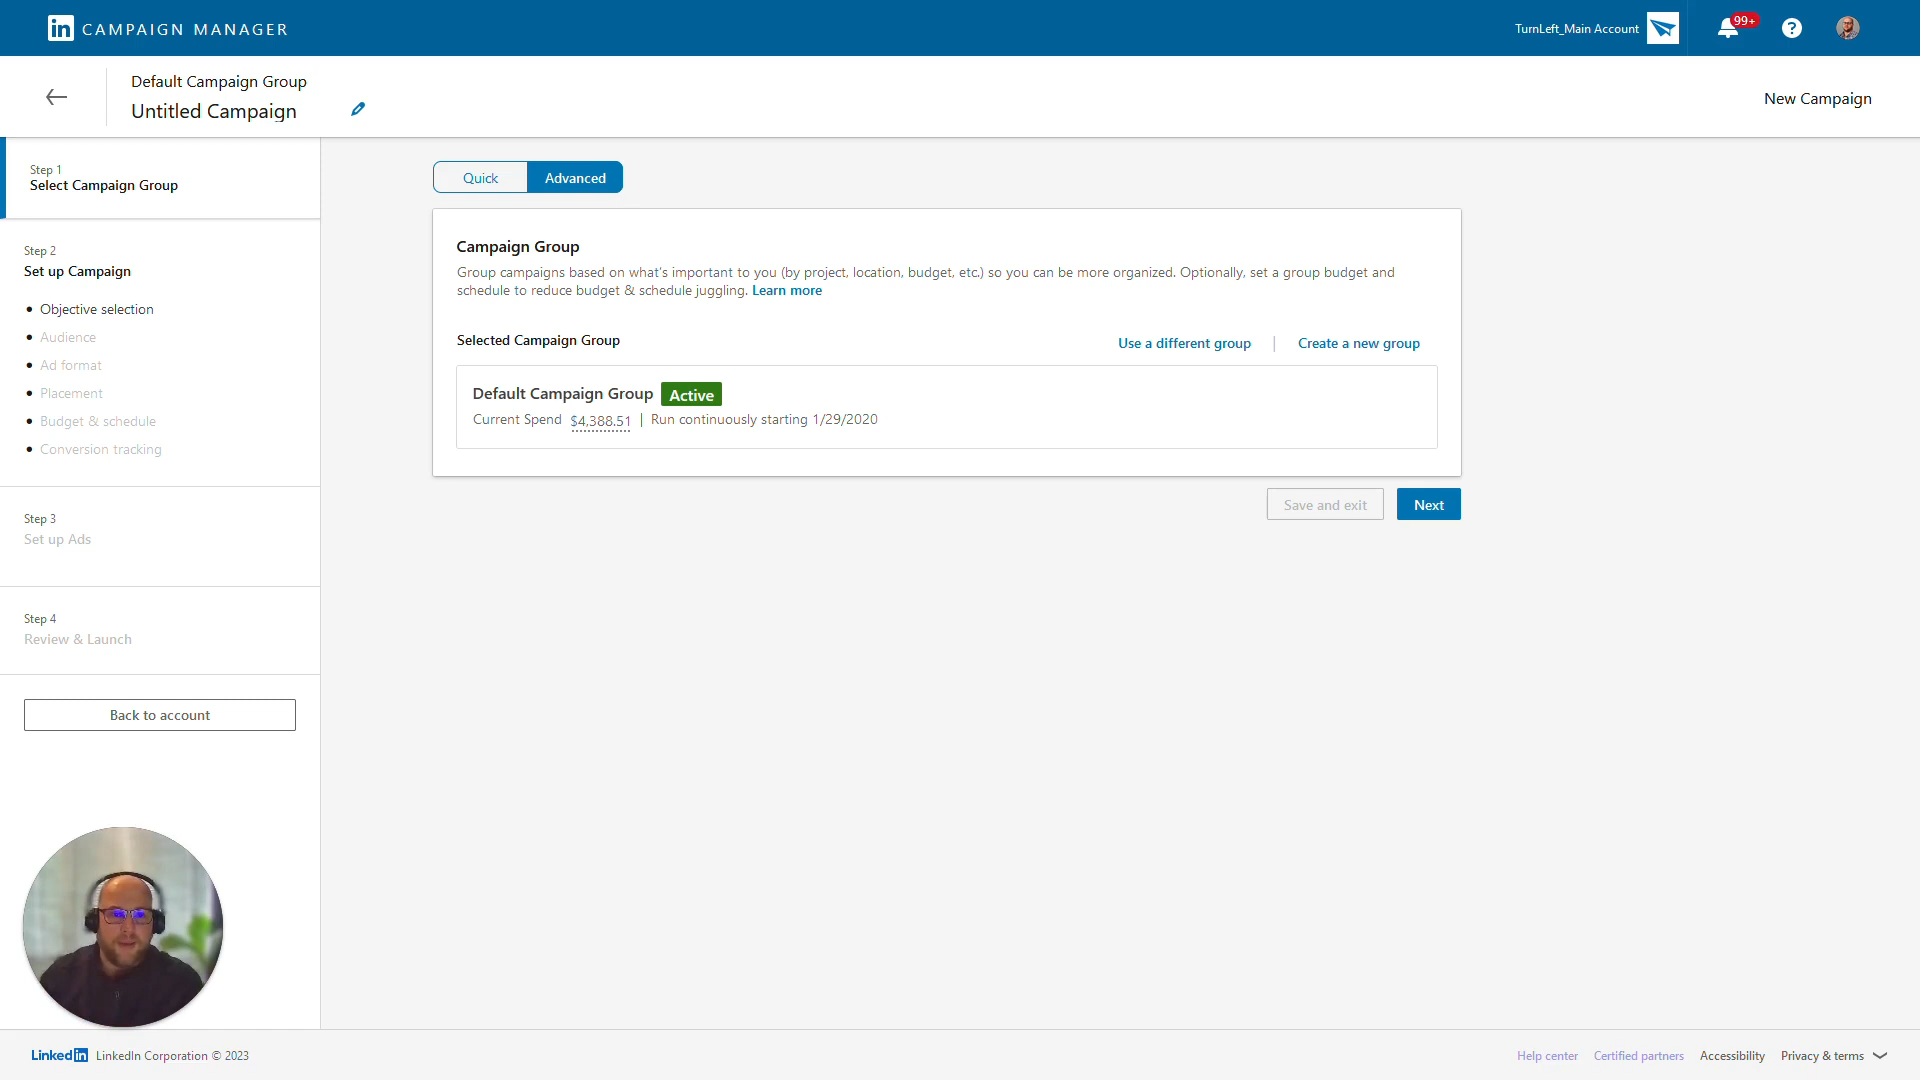 in CAMPAIGN MANAGER
TurnLeft_Main Account
99+
?
Default Campaign Group
Untitled Campaign
New Campaign
Step 1
Select Campaign Group
Step 2
Set up Campaign
Objective selection
Audience
Ad format
Placement
Budget & schedule
Conversion tracking
Step 3
Set up Ads
Step 4
Review & Launch
Back to account
Quick
Advanced
Campaign Group
Group campaigns based on what's important to you (by project, location, budget, etc.) so you can be more organized. Optionally, set a group budget and
schedule to reduce budget & schedule juggling. Learn more
Selected Campaign Group
Use a different group | Create a new group
Default Campaign Group Active
Current Spend $4,388.51 | Run continuously starting 1/29/2020
Save and exit
Next
LinkedIn LinkedIn Corporation © 2023
Help center
Certified partners
Accessibility
Privacy & terms